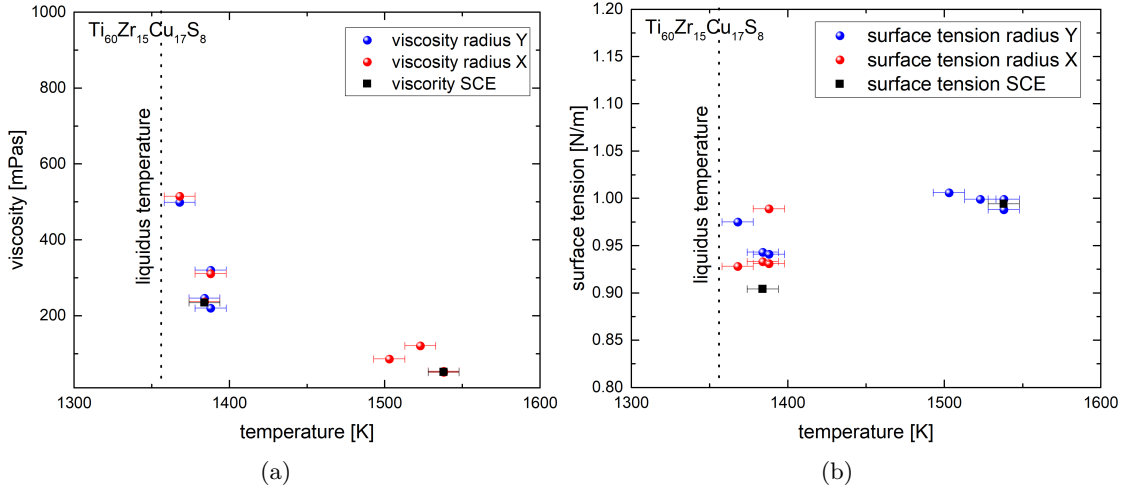 Ti60Zr15Cu17S8
viscosity radius Y
viscosity radius X
viscority SCE
liquidus temperature
viscosity [mPas]
1000
800
600
400
200
1300
1400
1500
1600
temperature [K]
(a)
Ti60Zr15Cu17S8
surface tension radius Y
surface tension radius X
surface tension SCE
liquidus temperature
surface tension [N/m]
1.20
1.15
1.10
1.05
1.00
0.95
0.90
0.85
0.80
1300
1400
1500
1600
temperature [K]
(b)